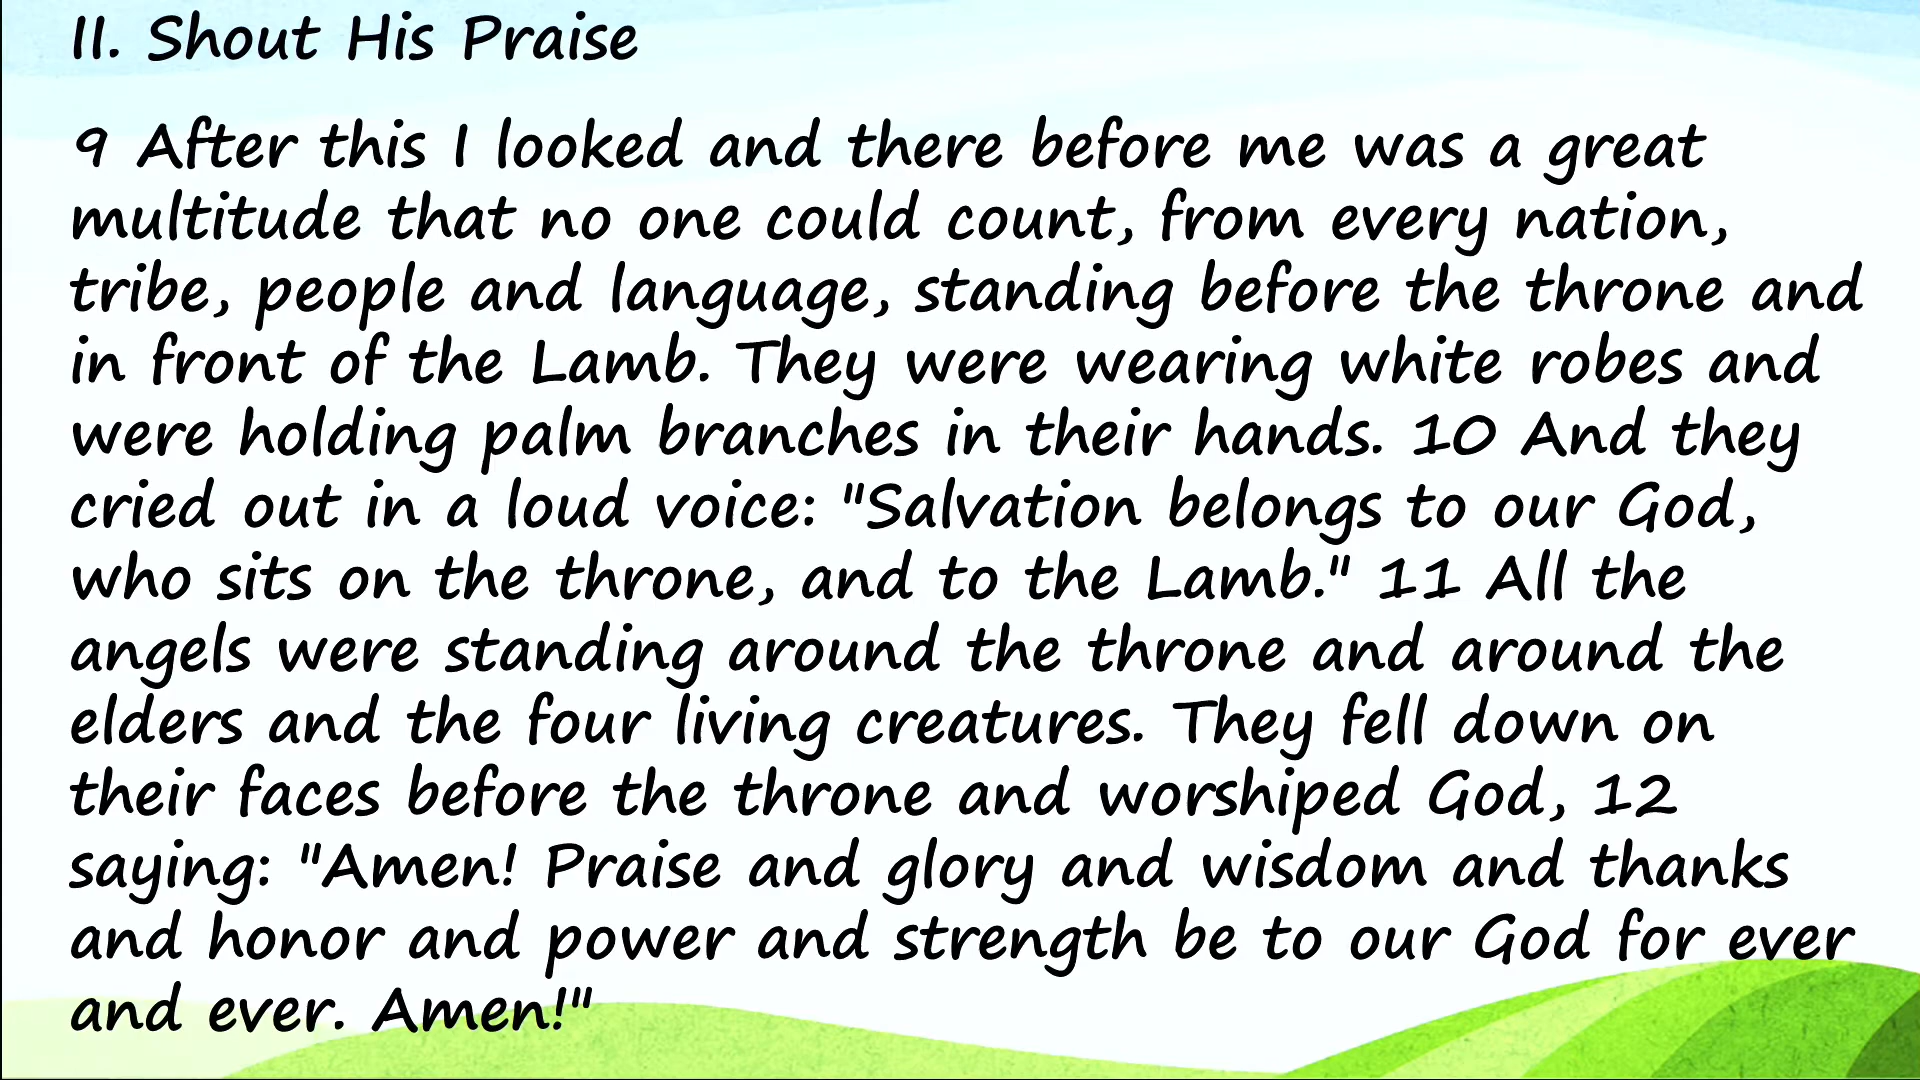 II. Shout His Praise
9 After this I looked and there before me was a great
multitude that no one could count, from every nation,
tribe, people and language, standing before the throne and
in front of the Lamb. They were wearing white robes and
were holding palm branches in their hands. 10 And they
cried out in a loud voice: "Salvation belongs to our God,
who sits on the throne, and to the Lamb." 11 All the
angels were standing around the throne and around the
elders and the four living creatures. They fell down on
their faces before the throne and worshiped God, 12
saying: "Amen! Praise and glory and wisdom and thanks
and honor and power and strength be to our God for ever
and ever. Amen!"